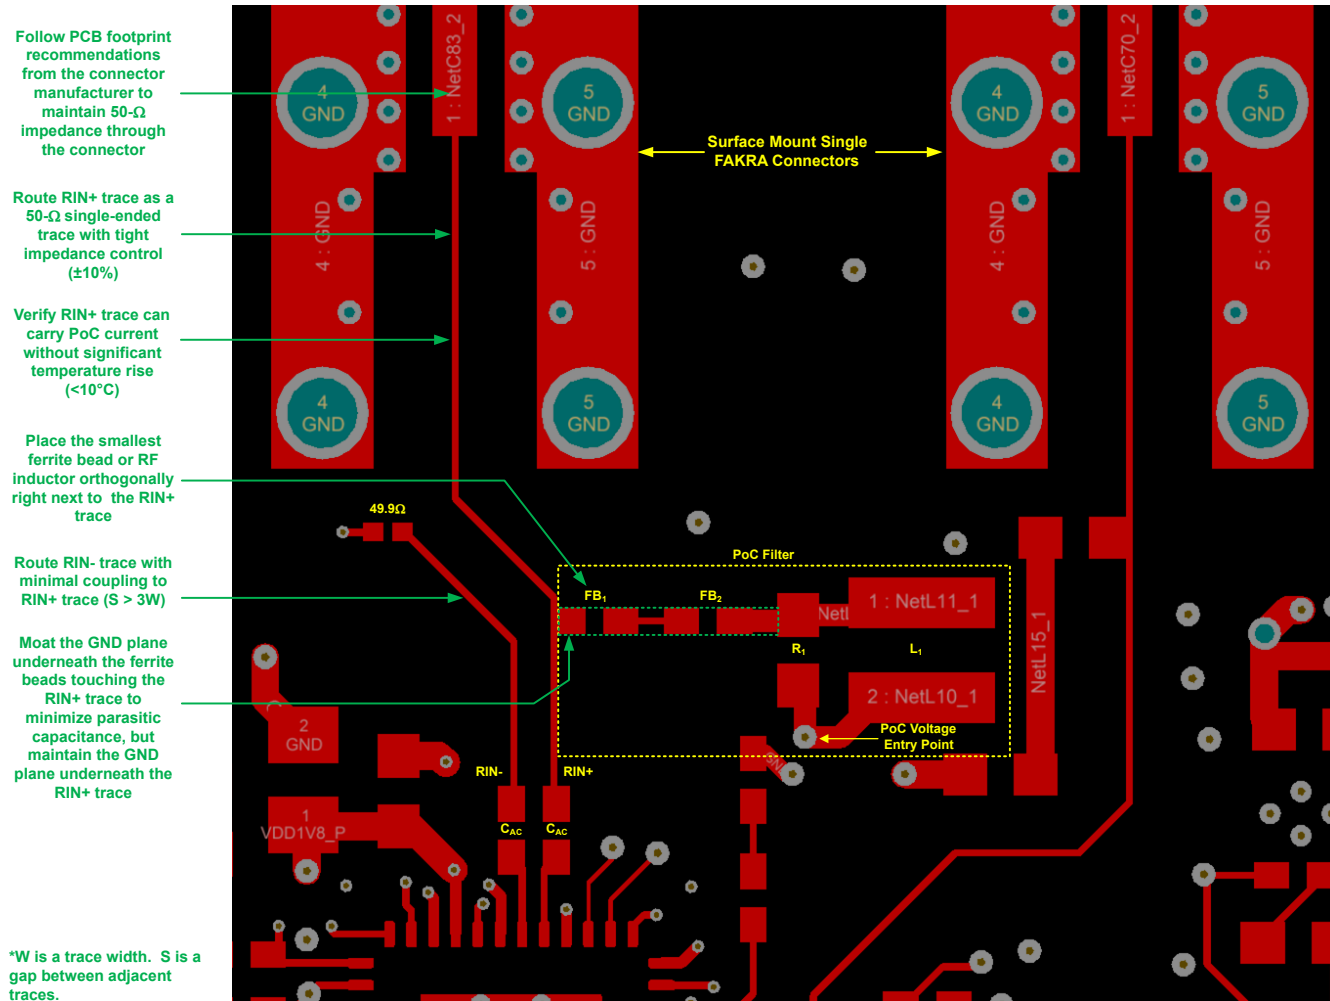 Follow PCB footprint
recommendations
from the connector
manufacturer to
maintain 50-Ω
impedance through
the connector
Route RIN+ trace as a
50-Ω single-ended
trace with tight
impedance control
(±10%)
Verify RIN+ trace can
carry PoC current
without significant
temperature rise
(<10°C)
Place the smallest
ferrite bead or RF
inductor orthogonally
right next to the RIN+
trace
Route RIN- trace with
minimal coupling to
RIN+ trace (S > 3W)
Moat the GND plane
underneath the ferrite
beads touching the
RIN+ trace to
minimize parasitic
capacitance, but
maintain the GND
plane underneath the
RIN+ trace
*W is a trace width. S is a
gap between adjacent
traces.
1 : NetC83_2
1 : NetC70_2
4
GND
5
GND
4
GND
5
GND
Surface Mount Single
FAKRA Connectors
4 : GND
5 : GND
4 : GND
5 : GND
4
GND
5
GND
4
GND
5
GND
49.9Ω
PoC Filter
FB1
FB2
NetL
1 : NetL11_1
R1
L1
NetL15_1
2 : NetL10_1
PoC Voltage
Entry Point
2
GND
RIN-
RIN+
1
VDD1V8_P
CAC
CAC